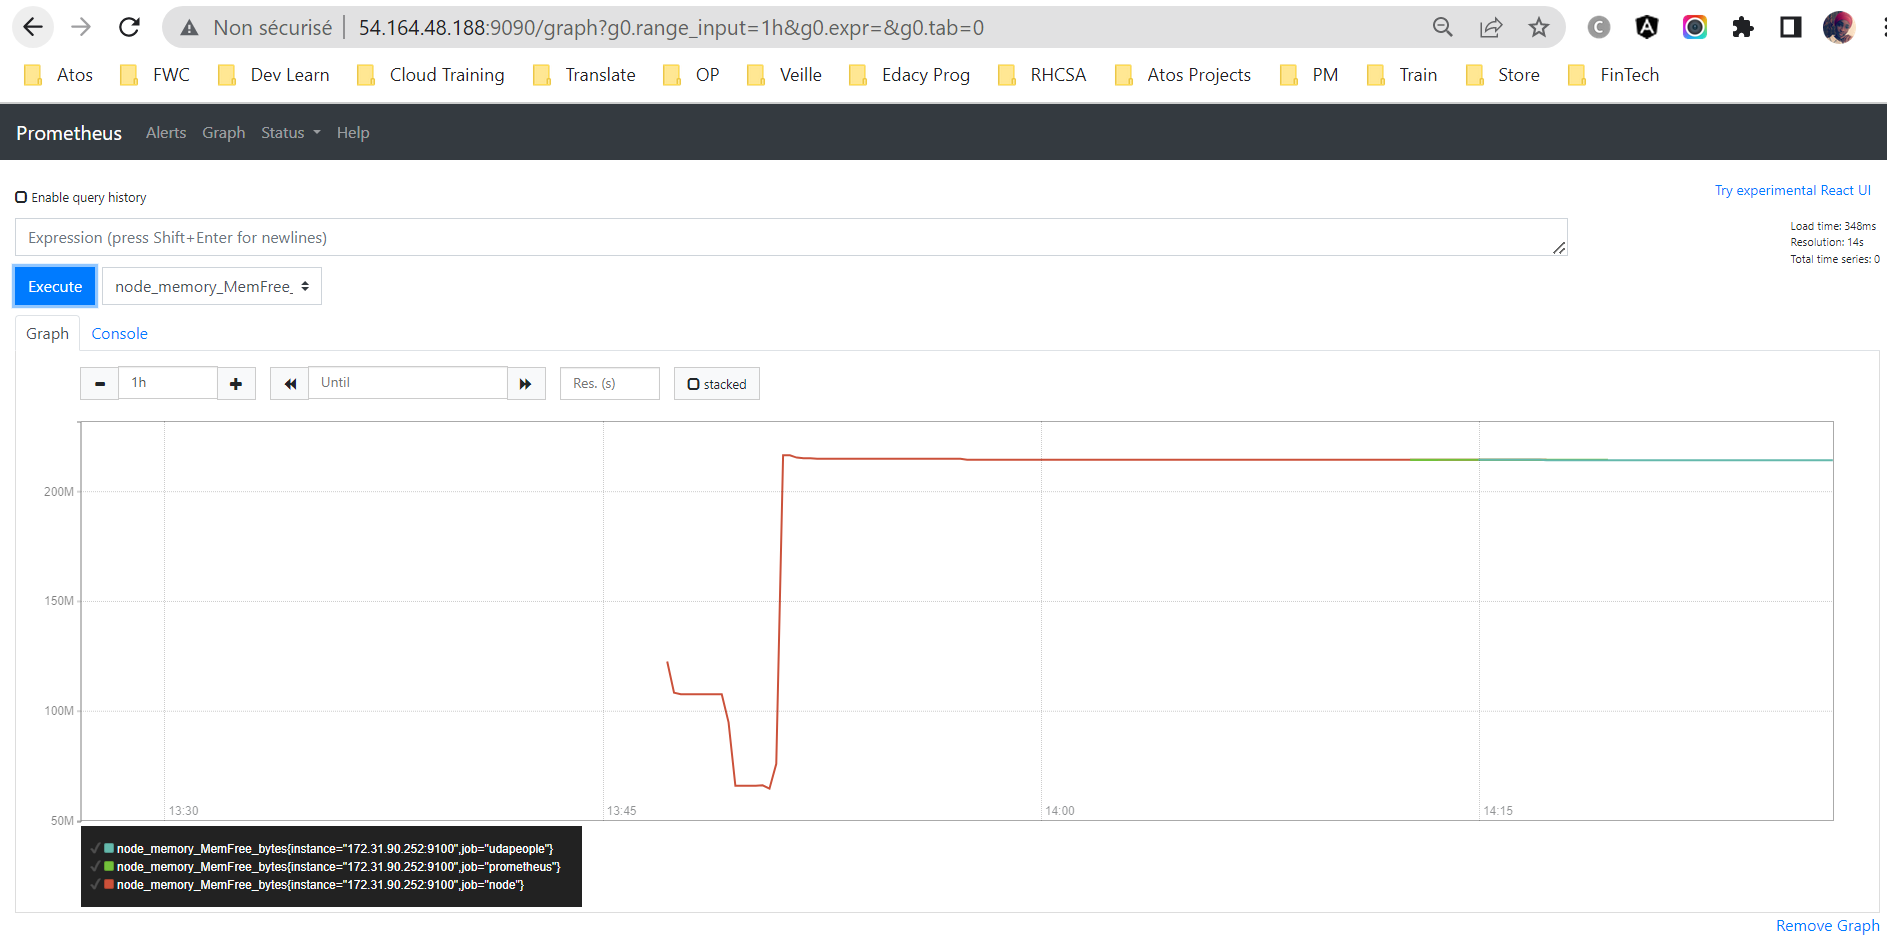 Non sécurisé | 54.164.48.188:9090/graph?g0.range_input=1h&g0.expr=&g0.tab=0
C A
Atos FWC Dev Learn Cloud Training Translate OP Veille Edacy Prog RHCSA Atos Projects PM Train Store FinTech
Prometheus Alerts Graph Status Help
Enable query history
Try experimental React UI
Expression (press Shift+Enter for newlines)
Load time: 348ms
Resolution: 14s
Total time series: 0
Execute node_memory_MemFree_
Graph Console
1h Until Res. (s) stacked
200M
150M
100M
50M
13:30 13:45 14:00 14:15
node_memory_MemFree_bytes{instance="172.31.90.252:9100",job="udapeople"}
node_memory_MemFree_bytes{instance="172.31.90.252:9100",job="prometheus"}
node_memory_MemFree_bytes{instance="172.31.90.252:9100",job="node"}
Remove Graph